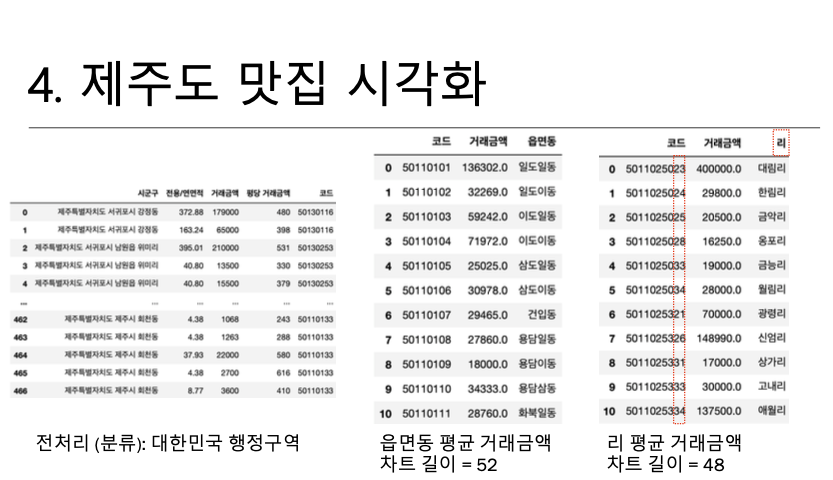 4. 제주도 맛집 시각화
시군구 전용/연면적 거래금액 평당 거래금액 코드
0 제주특별자치도 서귀포시 강정동 372.88 179000 480 50130116
1 제주특별자치도 서귀포시 강정동 163.24 65000 398 50130116
2 제주특별자치도 서귀포시 남원읍 위미리 395.01 210000 531 50130253
3 제주특별자치도 서귀포시 남원읍 위미리 40.80 13500 330 50130253
4 제주특별자치도 서귀포시 남원읍 위미리 40.80 15500 379 50130253
... ... ... ... ... ...
462 제주특별자치도 제주시 회천동 4.38 1068 243 50110133
463 제주특별자치도 제주시 회천동 4.38 1263 288 50110133
464 제주특별자치도 제주시 회천동 37.93 22000 580 50110133
465 제주특별자치도 제주시 회천동 4.38 2700 616 50110133
466 제주특별자치도 제주시 회천동 8.77 3600 410 50110133
전처리 (분류): 대한민국 행정구역
코드 거래금액 읍면동
0 50110101 136302.0 일도일동
1 50110102 32269.0 일도이동
2 50110103 59242.0 이도일동
3 50110104 71972.0 이도이동
4 50110105 25025.0 삼도일동
5 50110106 30978.0 삼도이동
6 50110107 29465.0 건입동
7 50110108 27860.0 용담일동
8 50110109 18000.0 용담이동
9 50110110 34333.0 용담삼동
10 50110111 28760.0 화북일동
읍면동 평균 거래금액
차트 길이 = 52
코드 거래금액 리
0 5011025023 400000.0 대림리
1 5011025024 29800.0 한림리
2 5011025025 20500.0 금악리
3 5011025028 16250.0 옹포리
4 5011025033 19000.0 금능리
5 5011025034 28000.0 월림리
6 5011025321 70000.0 광령리
7 5011025326 148990.0 신엄리
8 5011025331 17000.0 상가리
9 5011025333 30000.0 고내리
10 5011025334 137500.0 애월리
리 평균 거래금액
차트 길이 = 48